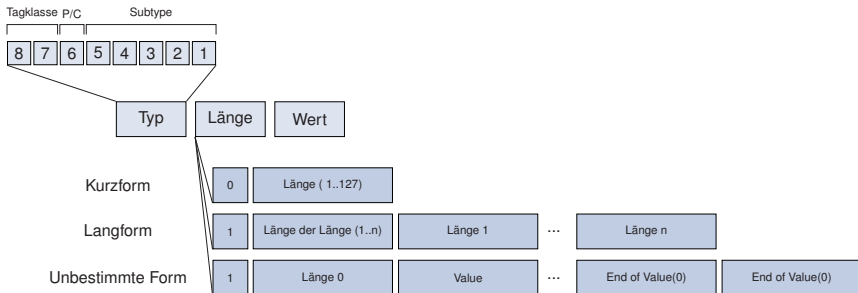 Tagklasse P/C Subtype
8 7 6 5 4 3 2 1
Typ Länge Wert
Kurzform 0 Länge ( 1..127)
Langform 1 Länge der Länge (1..n) Länge 1 ... Länge n
Unbestimmte Form 1 Länge 0 Value ... End of Value(0) End of Value(0)